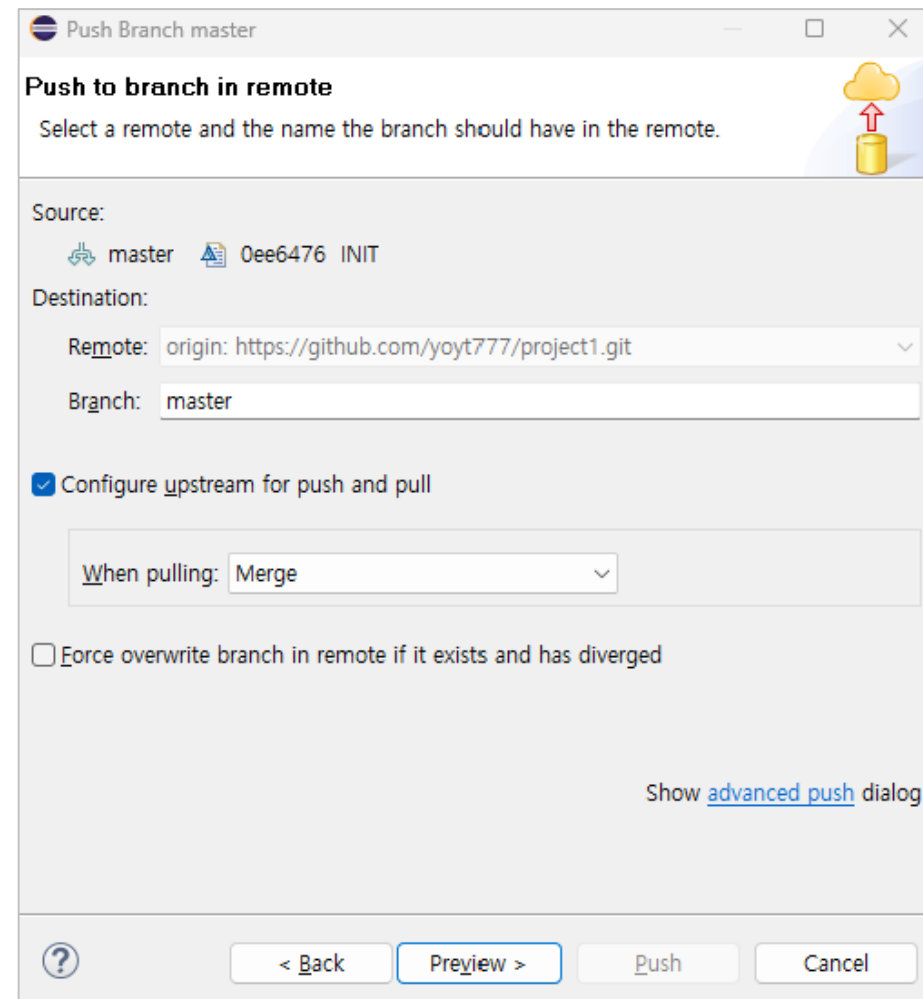 Push Branch master
Push to branch in remote
Select a remote and the name the branch should have in the remote.
Source:
master 0ee6476 INIT
Destination:
Remote: origin: https://github.com/yoyt777/project1.git
Branch: master
Configure upstream for push and pull
When pulling: Merge
Force overwrite branch in remote if it exists and has diverged
Show advanced push dialog
< Back Preview > Push Cancel